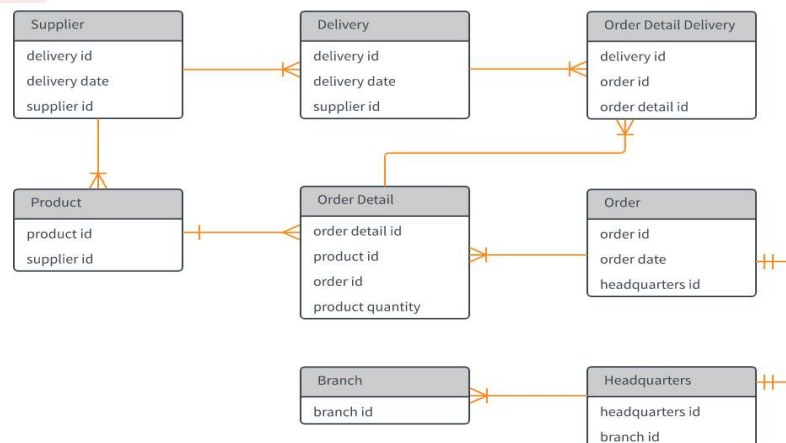 Supplier
delivery id
delivery date
supplier id
Delivery
delivery id
delivery date
supplier id
Order Detail Delivery
delivery id
order id
order detail id
Product
product id
supplier id
Order Detail
order detail id
product id
order id
product quantity
Order
order id
order date
headquarters id
Branch
branch id
Headquarters
headquarters id
branch id